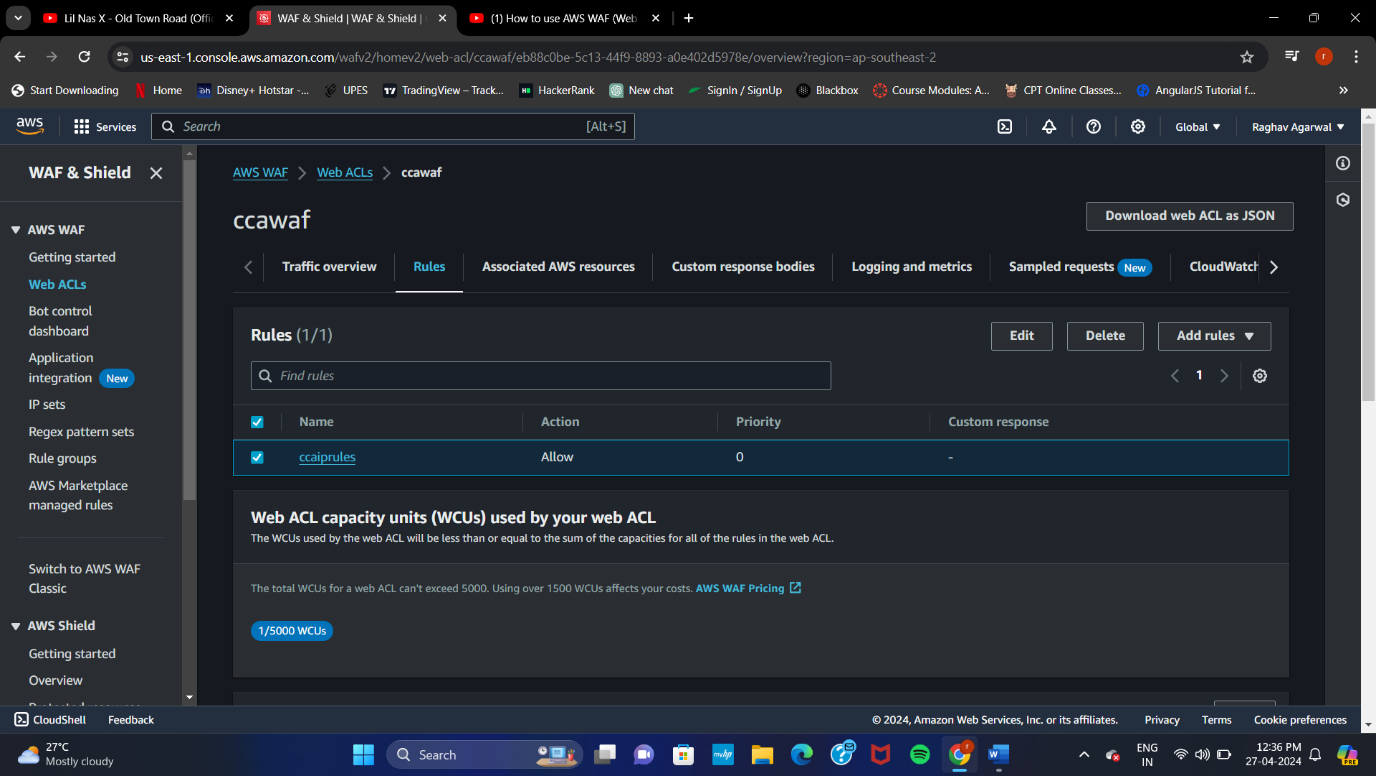 Lil Nas X - Old Town Road (Offic
WAF & Shield | WAF & Shield |
(1) How to use AWS WAF (Web
us-east-1.console.aws.amazon.com/wafv2/homev2/web-acl/ccawaf/eb88c0be-5c13-44f9-8893-a0e402d5978e/overview?region=ap-southeast-2
r
Start Downloading
Home
Disney+ Hotstar -...
UPES
TradingView – Track...
HackerRank
New chat
SignIn / SignUp
Blackbox
Course Modules: A...
CPT Online Classes...
AngularJS Tutorial f...
aws
Services
Search
[Alt+S]
Global
Raghav Agarwal
WAF & Shield
AWS WAF
Getting started
Web ACLs
Bot control
dashboard
Application
integration New
IP sets
Regex pattern sets
Rule groups
AWS Marketplace
managed rules
Switch to AWS WAF
Classic
AWS Shield
Getting started
Overview
AWS WAF
Web ACLs
ccawaf
ccawaf
Download web ACL as JSON
Traffic overview
Rules
Associated AWS resources
Custom response bodies
Logging and metrics
Sampled requests New
CloudWatch
Rules (1/1)
Edit
Delete
Add rules
Find rules
1
Name
Action
Priority
Custom response
ccaiprules
Allow
0
-
Web ACL capacity units (WCUs) used by your web ACL
The WCUs used by the web ACL will be less than or equal to the sum of the capacities for all of the rules in the web ACL.
The total WCUs for a web ACL can't exceed 5000. Using over 1500 WCUs affects your costs. AWS WAF Pricing
1/5000 WCUs
CloudShell
Feedback
© 2024, Amazon Web Services, Inc. or its affiliates.
Privacy
Terms
Cookie preferences
27°C
Mostly cloudy
Search
ENG
IN
12:36 PM
27-04-2024